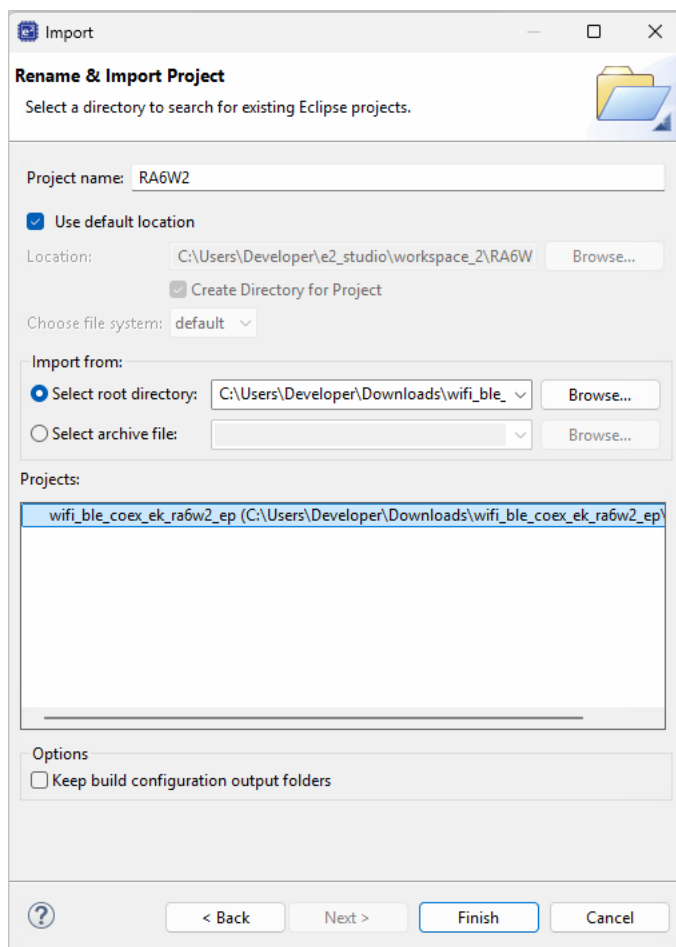 Import
Rename & Import Project
Select a directory to search for existing Eclipse projects.
Project name: RA6W2
Use default location
Location: C:\Users\Developer\e2_studio\workspace_2\RA6W Browse...
Create Directory for Project
Choose file system: default
Import from:
Select root directory: C:\Users\Developer\Downloads\wifi_ble_ Browse...
Select archive file: Browse...
Projects:
wifi_ble_coex_ek_ra6w2_ep (C:\Users\Developer\Downloads\wifi_ble_coex_ek_ra6w2_ep\
Options
Keep build configuration output folders
? < Back Next > Finish Cancel